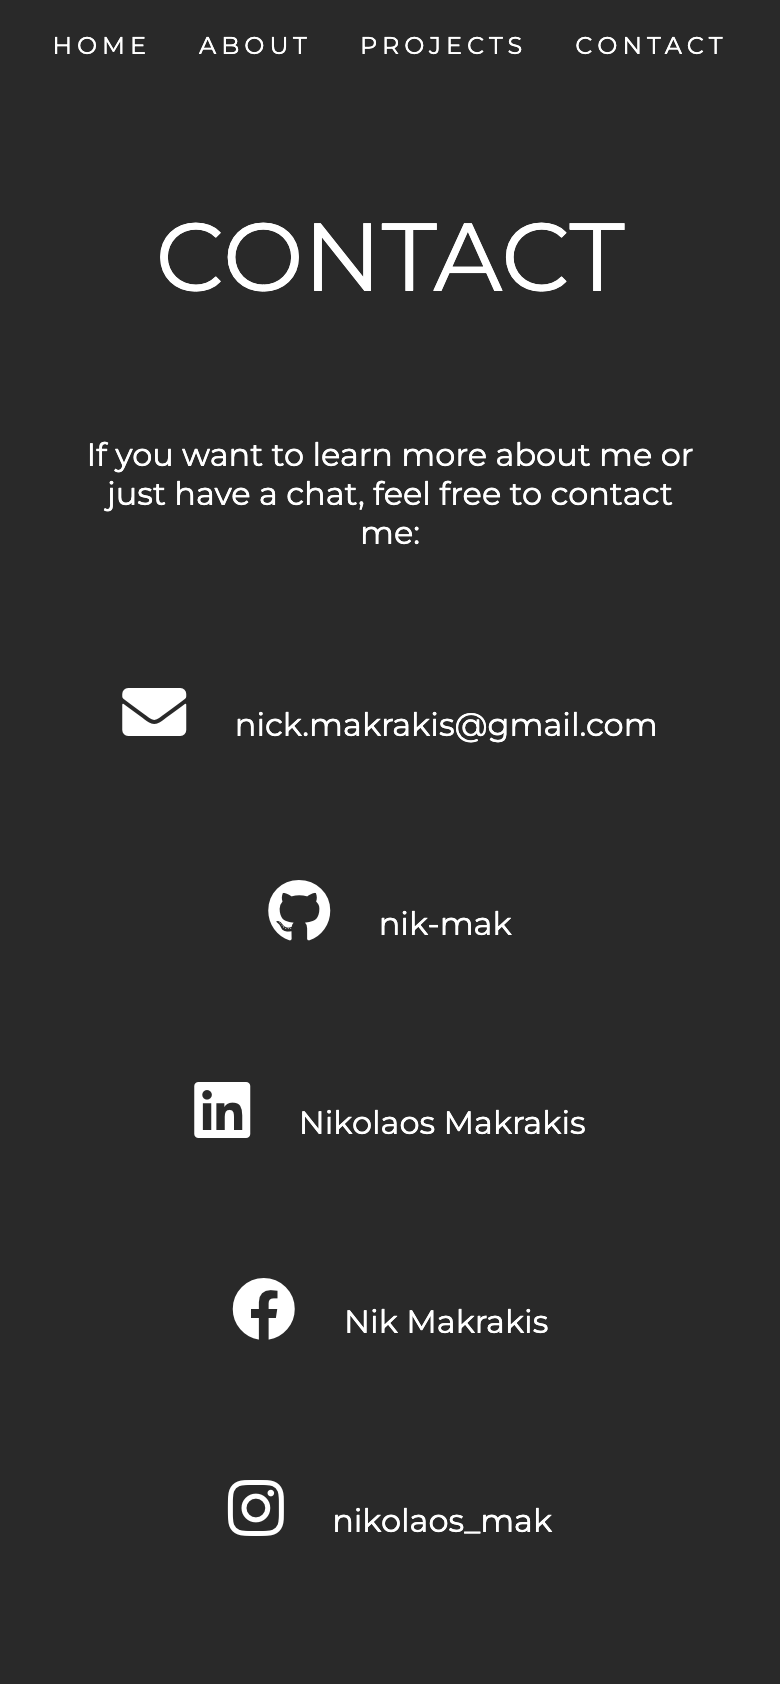 HOME ABOUT PROJECTS CONTACT
CONTACT
If you want to learn more about me or
just have a chat, feel free to contact
me:
nick.makrakis@gmail.com
nik-mak
in Nikolaos Makrakis
Nik Makrakis
nikolaos_mak